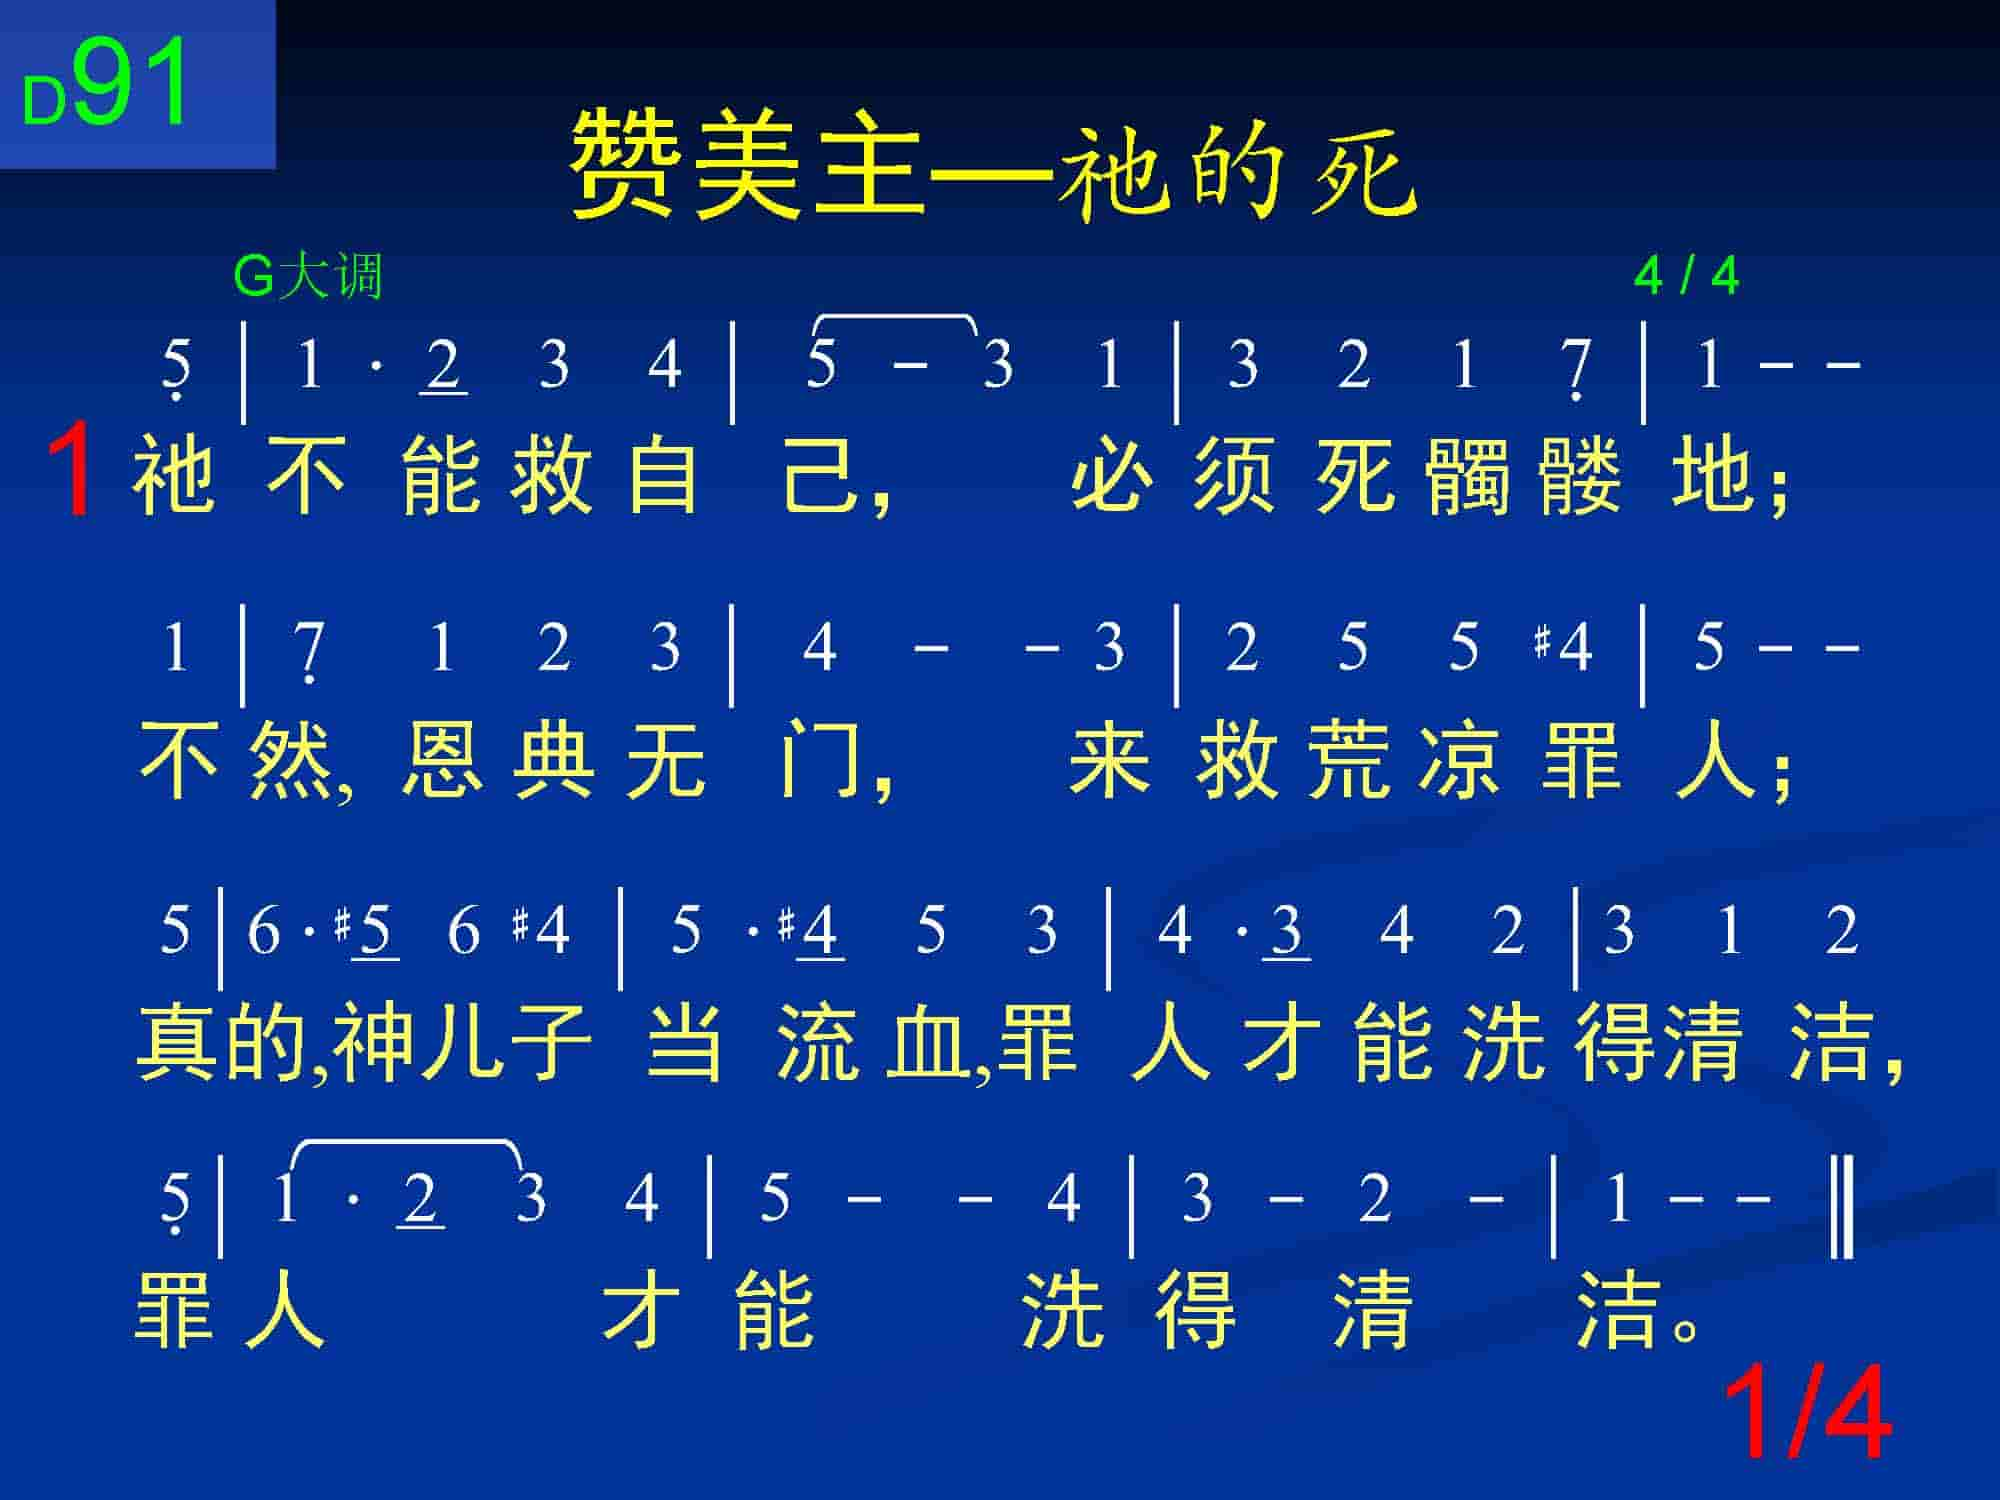 D91
赞美主—祂的死
G大调 4 / 4
5̣ | 1 · 2̲ 3 4 | 5 – 3 1 | 3 2 1 7̣ | 1 – –
1 祂 不 能 救 自 己， 必 须 死 髑 髅 地；
1 | 7̣ 1 2 3 | 4 – – 3 | 2 5 5 #4 | 5 – –
不 然, 恩 典 无 门， 来 救 荒 凉 罪 人；
5 | 6 · #5̲ 6 #4 | 5 · #4̲ 5 3 | 4 · 3̲ 4 2 | 3 1 2
真 的, 神 儿 子 当 流 血, 罪 人 才 能 洗 得 清 洁，
5̣ | 1 · 2̲ 3 4 | 5 – – 4 | 3 – 2 – | 1 – – ‖
罪 人 才 能 洗 得 清 洁。
1/4